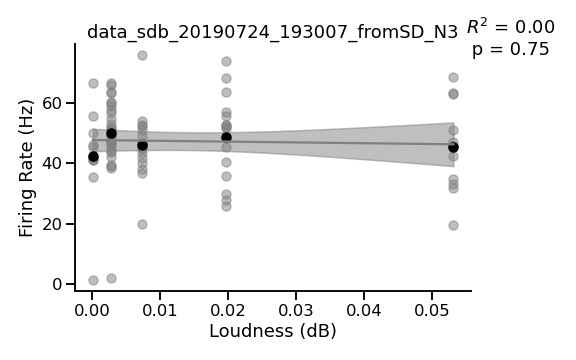 data_sdb_20190724_193007_fromSD_N3
R² = 0.00
p = 0.75
Firing Rate (Hz)
60
40
20
0
0.00 0.01 0.02 0.03 0.04 0.05
Loudness (dB)